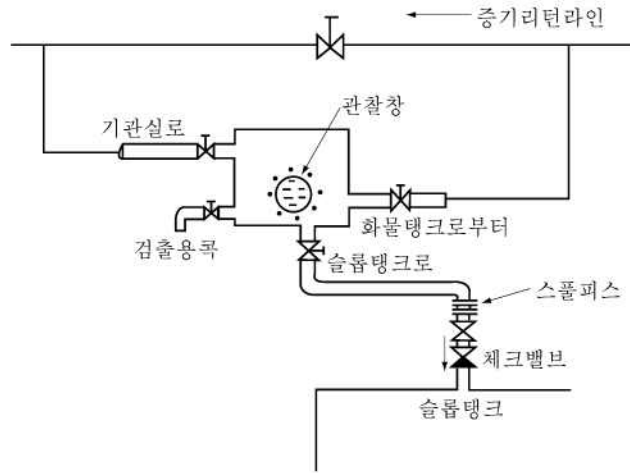 증기리턴라인
관찰창
기관실로
화물탱크로부터
검출용콕
슬롭탱크로
스풀피스
체크밸브
슬롭탱크